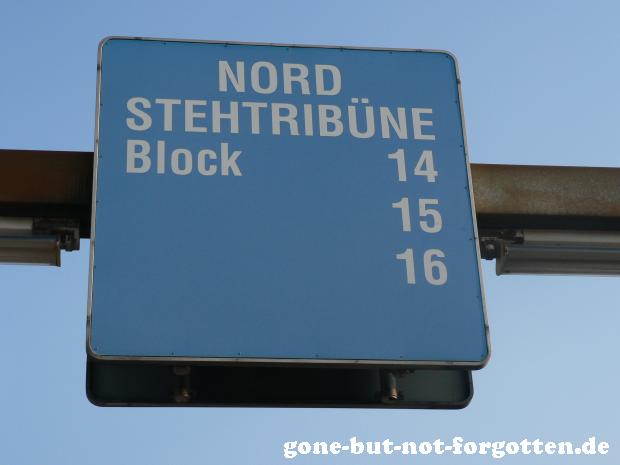 NORD
STEHTRIBÜNE
Block 14
15
16
gone-but-not-forgotten.de